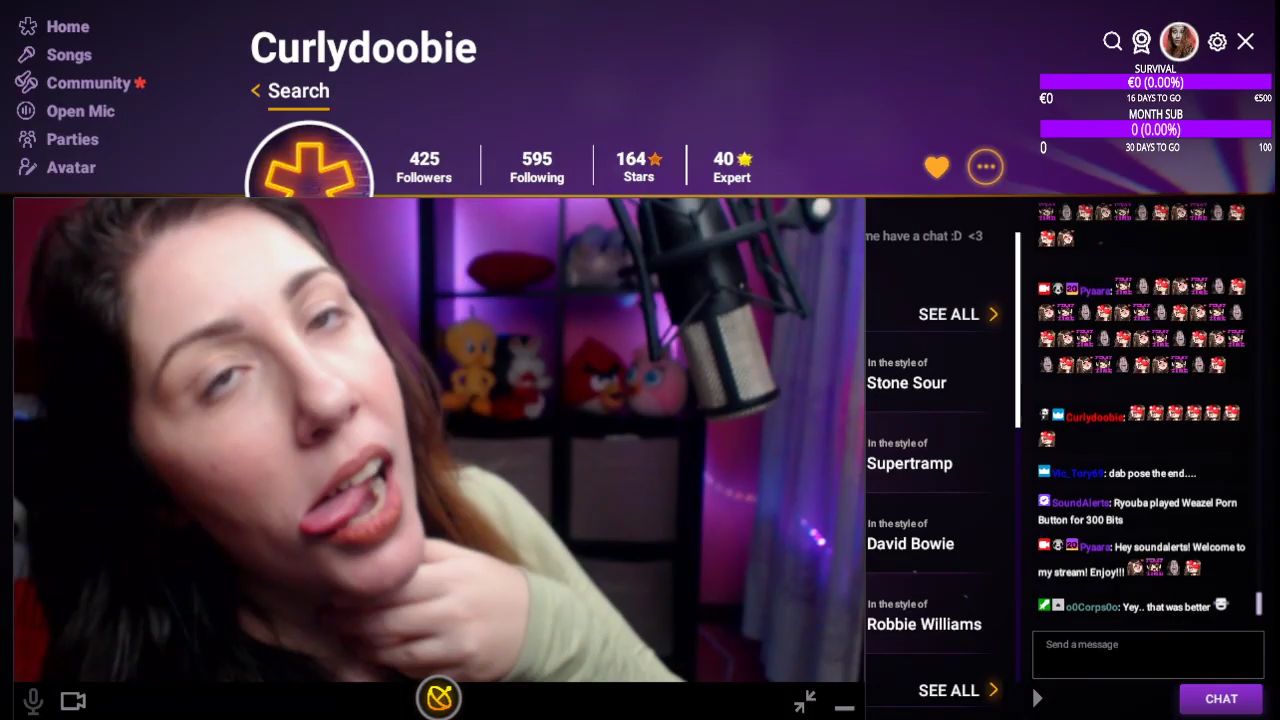 Home
Songs
Community *
Open Mic
Parties
Avatar
Curlydoobie
< Search
425
Followers
595
Following
164
Stars
40
Expert
SURVIVAL
€0 (0.00%)
€0 16 DAYS TO GO €500
MONTH SUB
0 (0.00%)
0 30 DAYS TO GO 100
me have a chat :D <3
SEE ALL >
In the style of
Stone Sour
In the style of
Supertramp
In the style of
David Bowie
In the style of
Robbie Williams
SEE ALL >
20 Pyaara:
Curlydoobie:
Vic_Tory69: dab pose the end....
SoundAlerts: Ryouba played Weazel Porn
Button for 300 Bits
20 Pyaara: Hey soundalerts! Welcome to
my stream! Enjoy!!!
o0Corps0o: Yey.. that was better
Send a message
CHAT